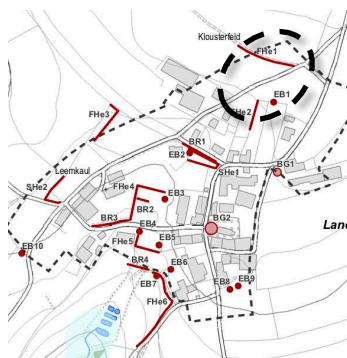 Klousterfeld
FHe1
EB1
FHe3
FHe2
BR1
EB2
BG1
Leemkaul
SHe1
SHe2
FHe4
EB3
BR2
BR3
EB4
BG2
Land
FHe5
EB5
EB10
BR4
EB6
EB7
EB8
EB9
FHe6